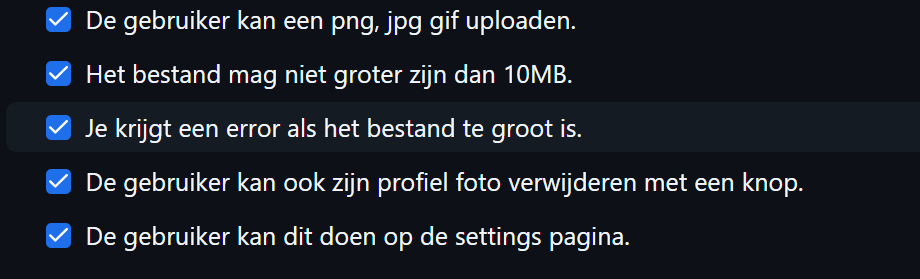 De gebruiker kan een png, jpg gif uploaden.
Het bestand mag niet groter zijn dan 10MB.
Je krijgt een error als het bestand te groot is.
De gebruiker kan ook zijn profiel foto verwijderen met een knop.
De gebruiker kan dit doen op de settings pagina.